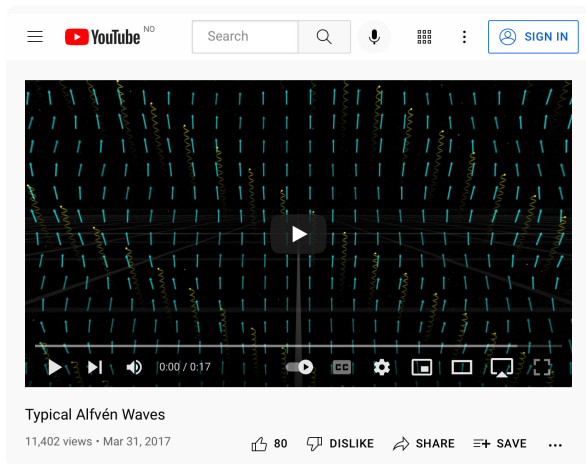 YouTube NO
Search
SIGN IN
0:00 / 0:17
CC
Typical Alfvén Waves
11,402 views • Mar 31, 2017
80 DISLIKE SHARE SAVE